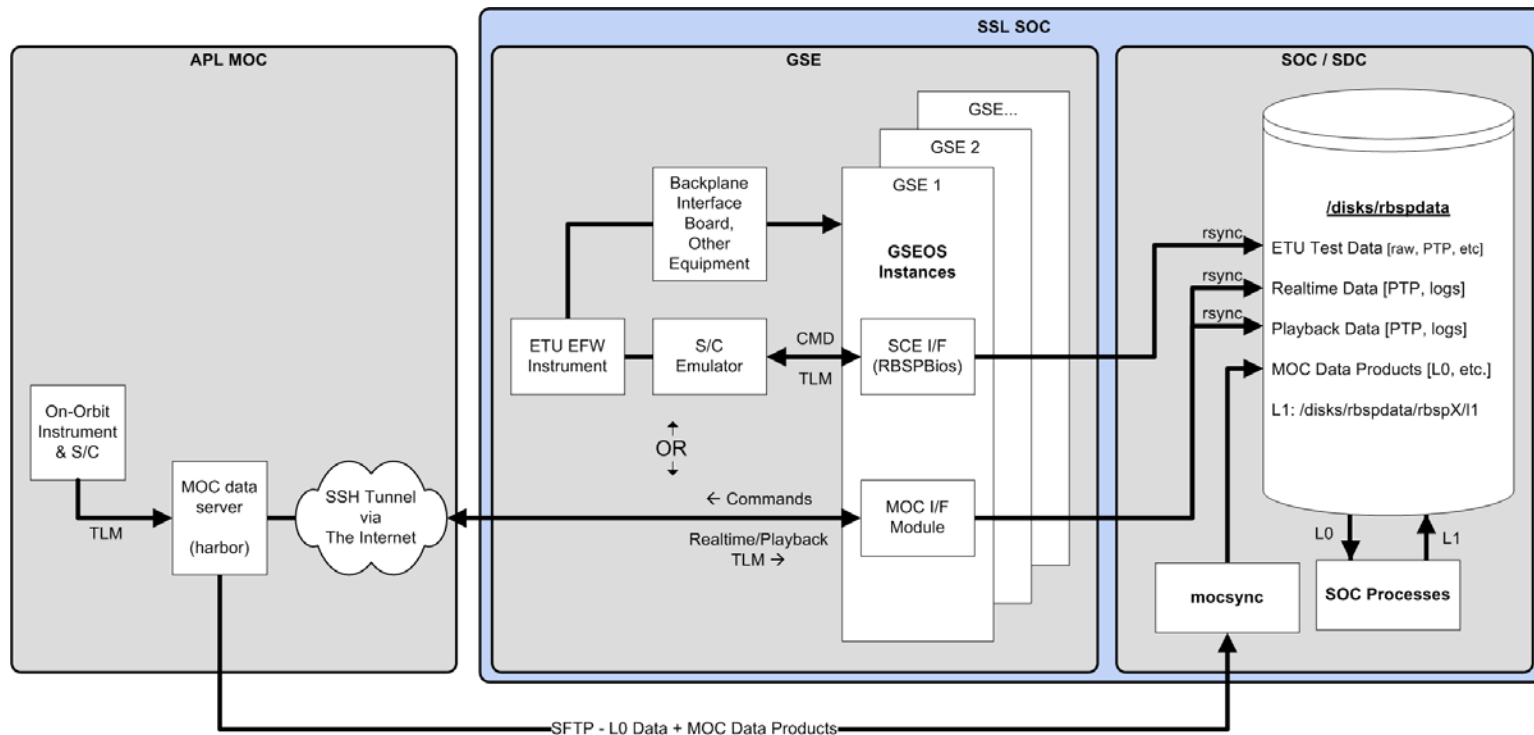 SSL SOC
APL MOC
GSE
SOC / SDC
On-Orbit
Instrument
& S/C
TLM
MOC data
server
(harbor)
SSH Tunnel
via
The Internet
GSE...
GSE 2
GSE 1
GSEOS
Instances
Backplane
Interface
Board,
Other
Equipment
ETU EFW
Instrument
S/C
Emulator
CMD
TLM
SCE I/F
(RBSPBios)
OR
← Commands
Realtime/Playback
TLM →
MOC I/F
Module
rsync
rsync
rsync
/disks/rbspdata
ETU Test Data [raw, PTP, etc]
Realtime Data [PTP, logs]
Playback Data [PTP, logs]
MOC Data Products [L0, etc.]
L1: /disks/rbspdata/rbspX/l1
L0
L1
mocsync
SOC Processes
SFTP - L0 Data + MOC Data Products